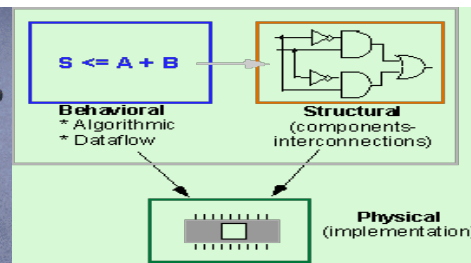 S <= A + B
Behavioral
* Algorithmic
* Dataflow
Structural
(components-
interconnections)
Physical
(implementation)